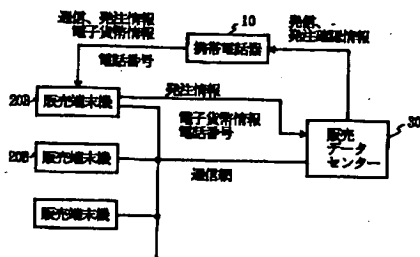 通信、発注情報
電子貨幣情報
電話番号
10
携帯電話器
発信、
発注確認情報
20B
販売端末機
発注情報
電子貨幣情報
電話番号
販売
データ
センター
30
20B
販売端末機
通信網
販売端末機